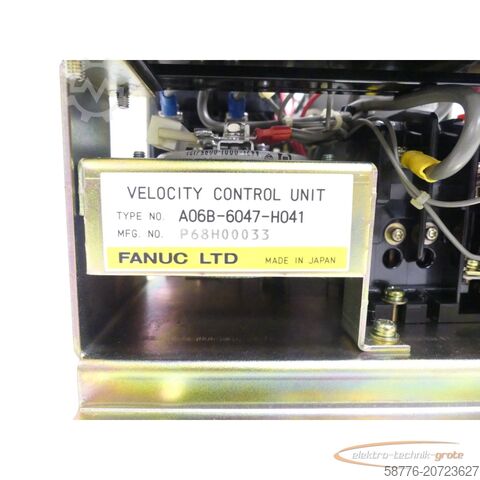 VELOCITY CONTROL UNIT
TYPE NO. A06B-6047-H041
MFG. NO. P68H00033
FANUC LTD MADE IN JAPAN
elektro-technik-grote
58776-20723627